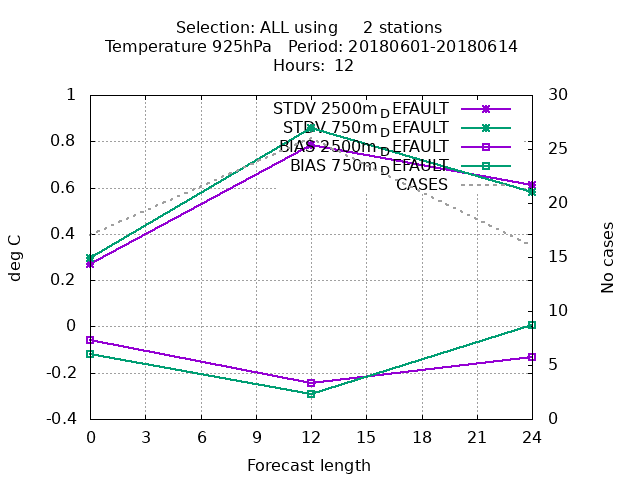 Selection: ALL using     2 stations
Temperature 925hPa   Period: 20180601-20180614
Hours: 12
STDV 2500m_DEFAULT
STDV 750m_DEFAULT
BIAS 2500m_DEFAULT
BIAS 750m_DEFAULT
CASES
1
0.8
0.6
0.4
0.2
0
-0.2
-0.4
deg C
30
25
20
15
10
5
0
No cases
0 3 6 9 12 15 18 21 24
Forecast length